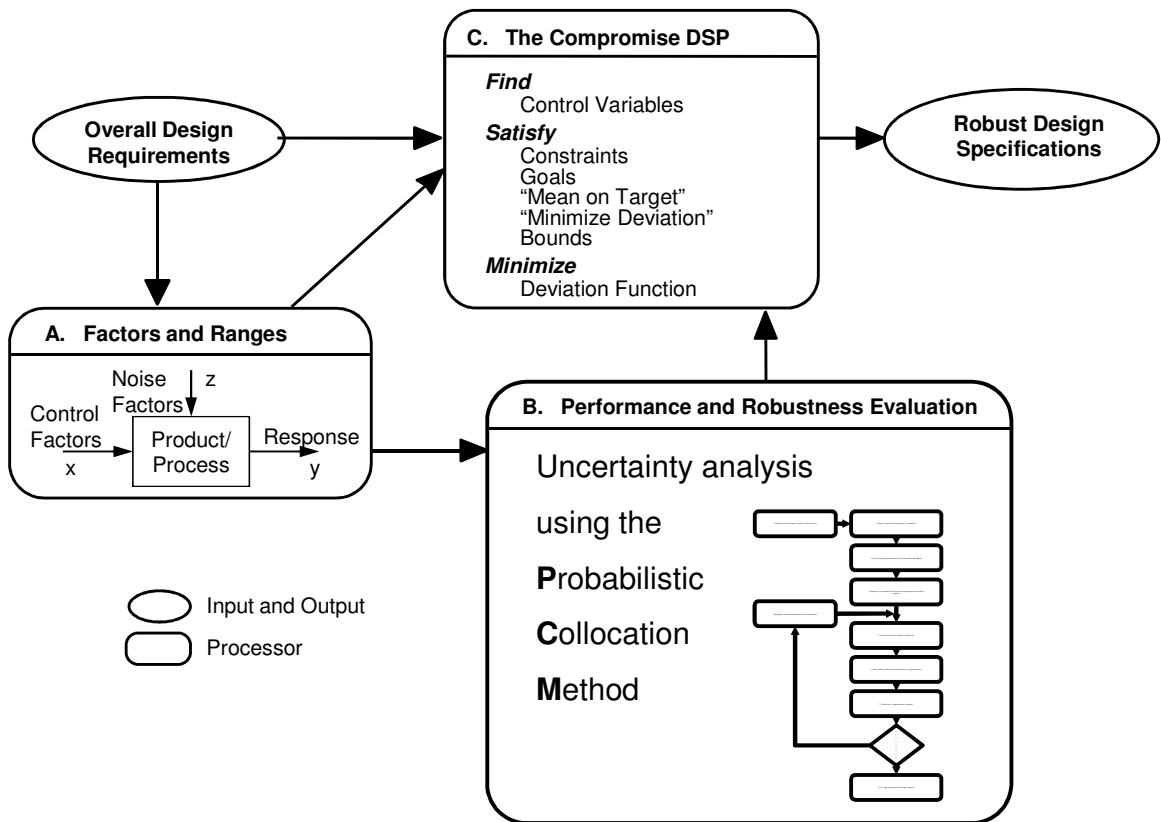 C. The Compromise DSP
Find
Control Variables
Satisfy
Constraints
Goals
“Mean on Target”
“Minimize Deviation”
Bounds
Minimize
Deviation Function
Overall Design
Requirements
Robust Design
Specifications
A. Factors and Ranges
Noise
Factors
z
Control
Factors
x
Product/
Process
Response
y
B. Performance and Robustness Evaluation
Uncertainty analysis
using the
Probabilistic
Collocation
Method
Input and Output
Processor